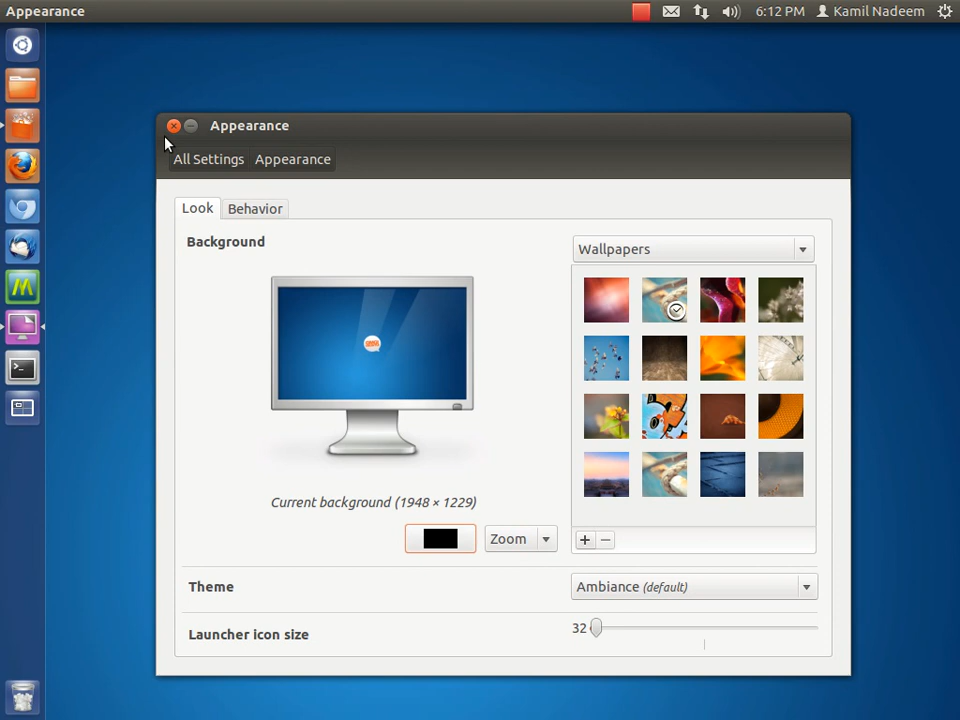 Appearance
6:12 PM
Kamil Nadeem
Appearance
All Settings
Appearance
Look
Behavior
Background
Wallpapers
Current background (1948 × 1229)
Zoom
Theme
Ambiance (default)
Launcher icon size
32